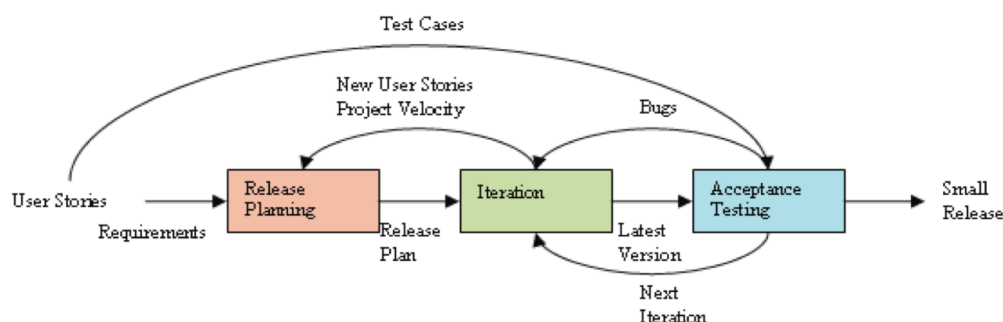 Test Cases
New User Stories
Project Velocity
Bugs
User Stories
Requirements
Release
Planning
Release
Plan
Iteration
Latest
Version
Acceptance
Testing
Small
Release
Next
Iteration